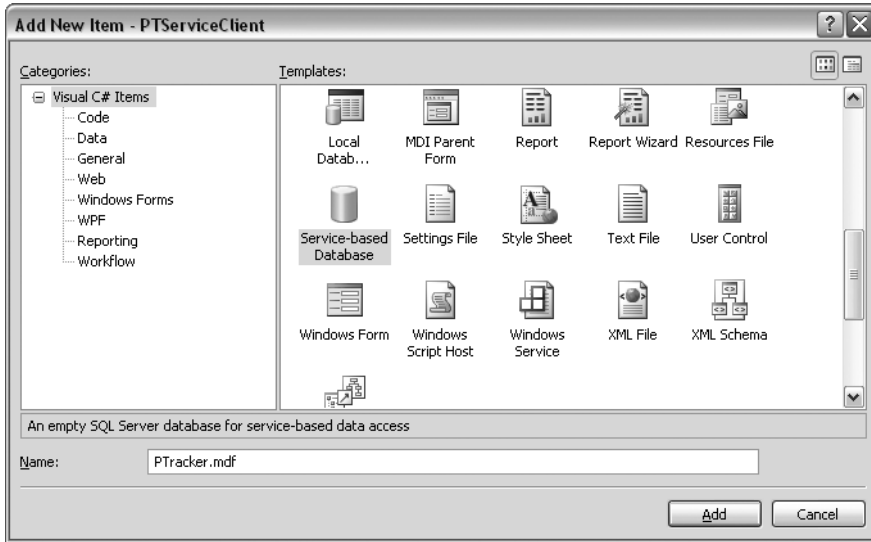 Add New Item - PTServiceClient
Categories:
Templates:
Visual C# Items
Code
Data
General
Web
Windows Forms
WPF
Reporting
Workflow
Local
Datab...
MDI Parent
Form
Report
Report Wizard
Resources File
Service-based
Database
Settings File
Style Sheet
Text File
User Control
Windows Form
Windows
Script Host
Windows
Service
XML File
XML Schema
An empty SQL Server database for service-based data access
Name:
PTracker.mdf
Add
Cancel